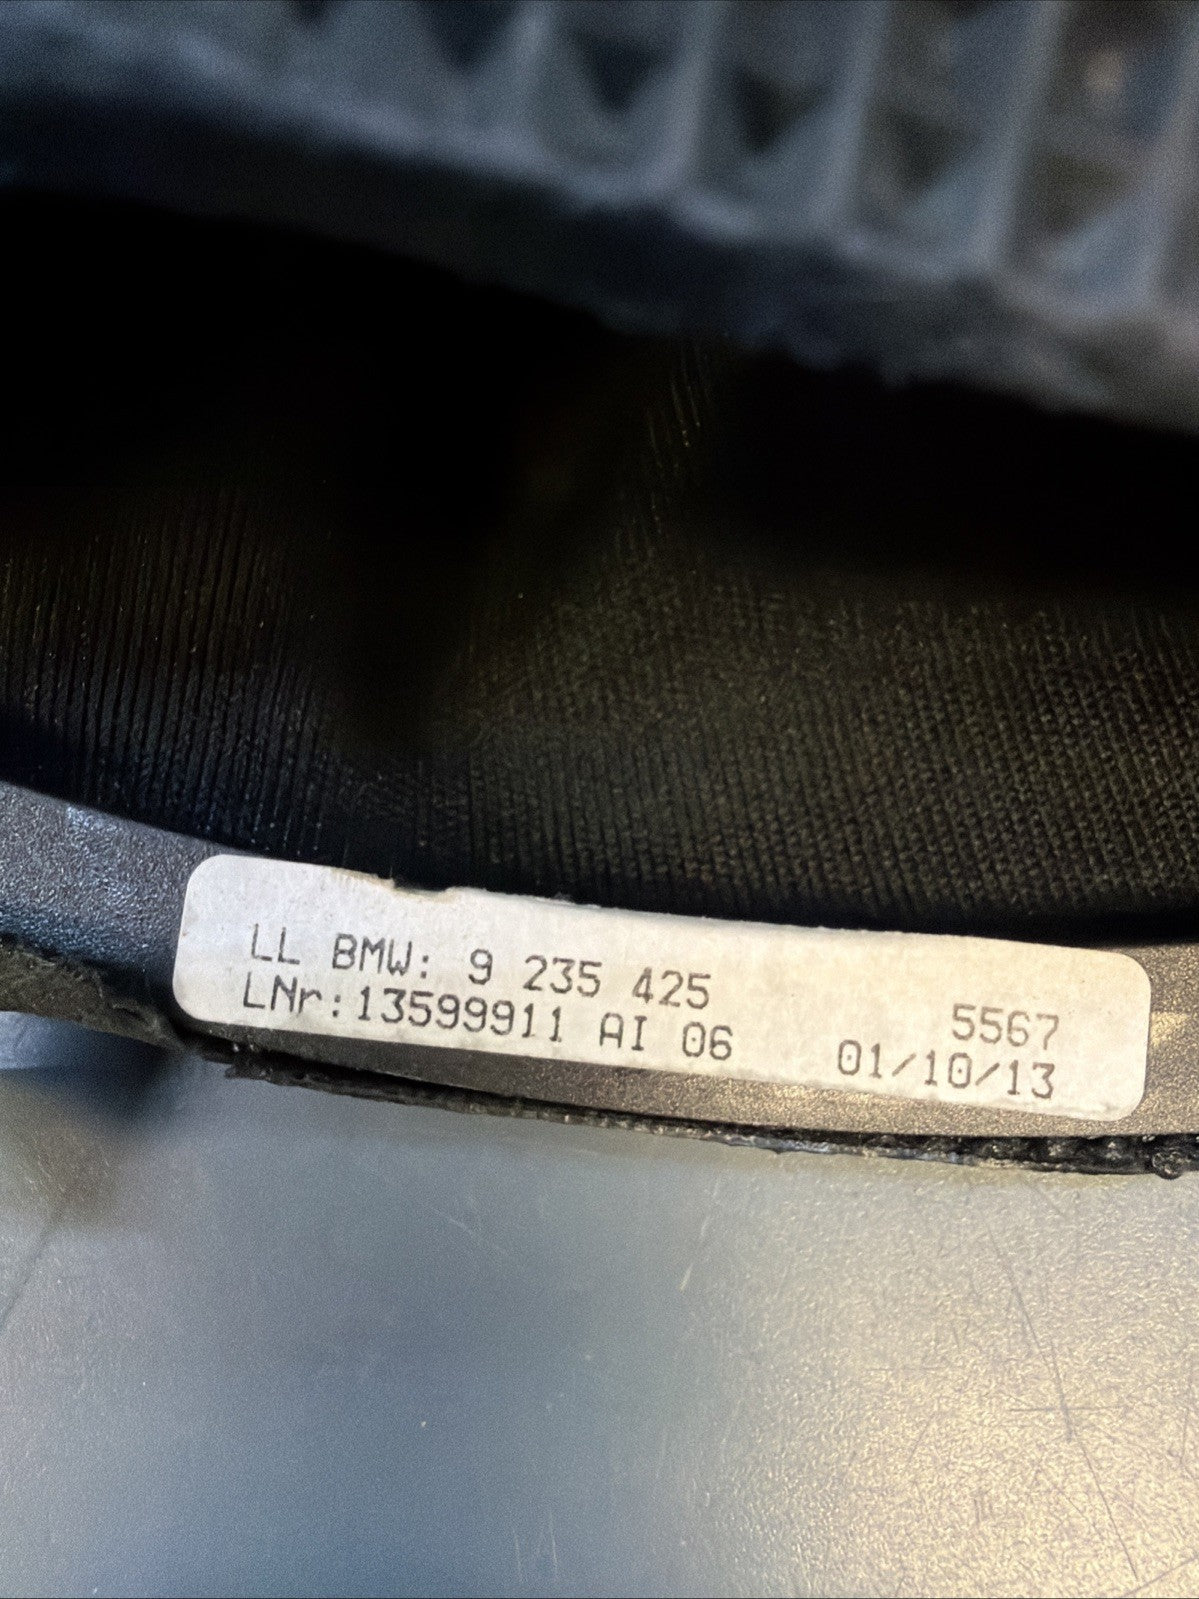 LL BMW: 9 235 425
LNr:13599911 AI 06
5567
01/10/13